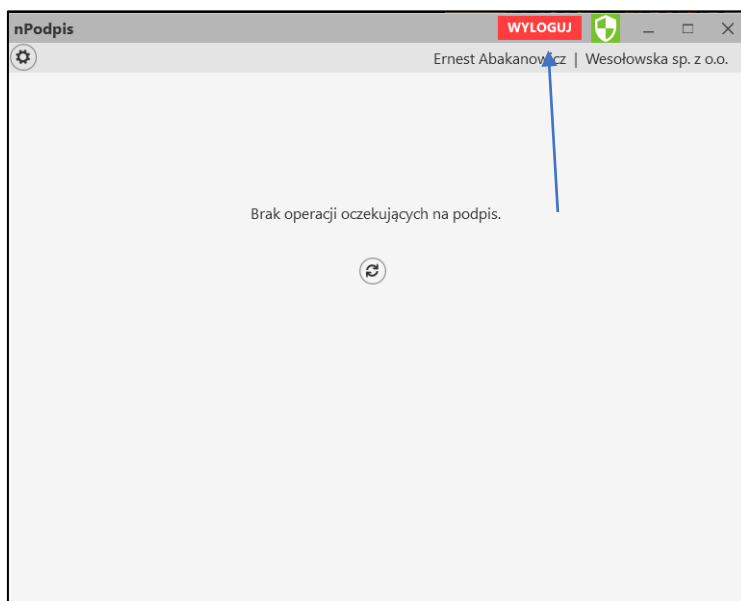 nPodpis WYLOGUJ
Ernest Abakanowicz | Wesołowska sp. z o.o.
Brak operacji oczekujących na podpis.